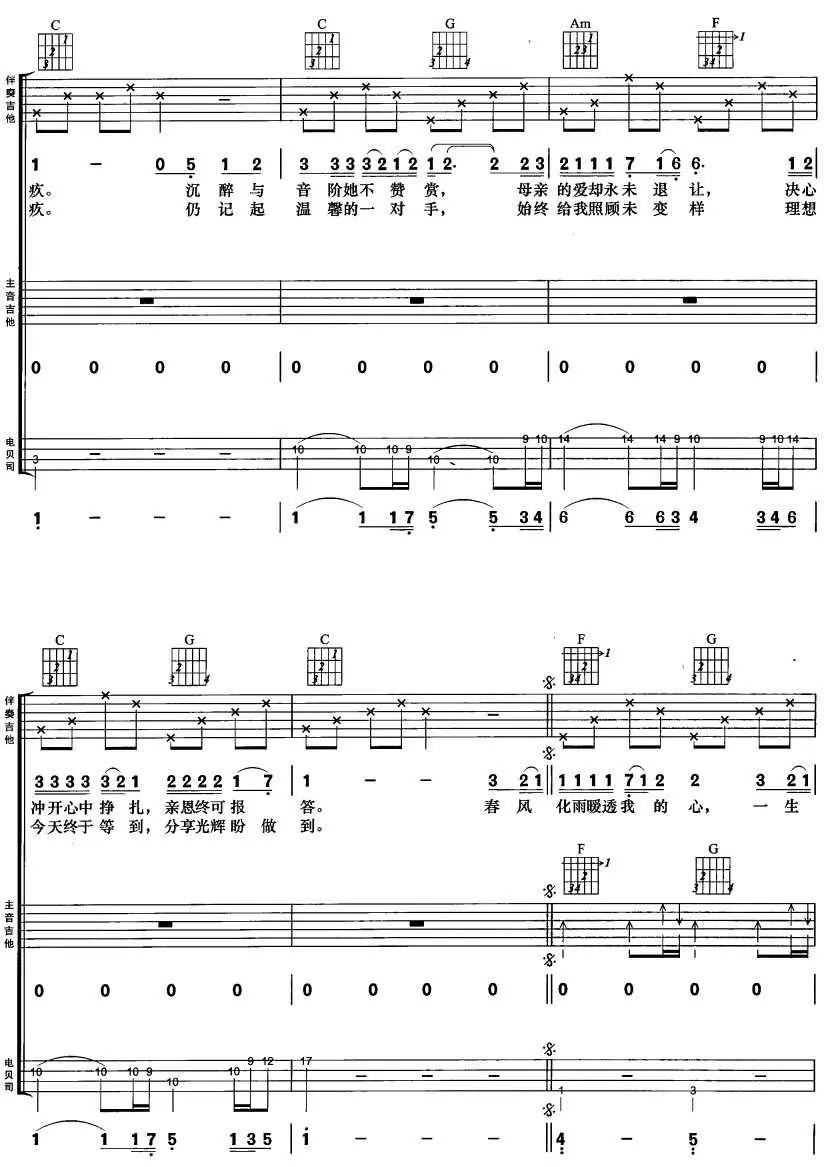 C C G Am F
伴奏吉他
1 － 0 5 1 2 3 3 3 3 2 1 2 1 2. 2 2 3 2 1 1 1 7 1 6 6. 1 2
疚。 沉 醉 与 音 阶她 不 赞 赏， 母亲 的爱却永 未 退 让， 决心
疚。 仍 记 起 温 馨的 一 对 手， 始终 给我照顾 未 变 样 理想
主音吉他
0 0 0 0 0 0 0 0 0 0 0 0
电贝司
3 － － － 10 10 10 9 10 10 9 10 14 14 14 9 10 9 10 14
1 － － － 1 1 1 7 5 5 3 4 6 6 6 3 4 3 4 6
C G C F G
伴奏吉他
3 3 3 3 3 2 1 2 2 2 2 1 7 1 － － 3 2 1 1 1 1 1 7 1 2 2 3 2 1
冲开心中 挣 扎， 亲恩终可 报 答。 春 风 化雨暖透 我 的 心， 一 生
今天终于 等 到， 分享光辉 盼 做 到。
F G
主音吉他
0 0 0 0 0 0 0 0 0 0 0 0
电贝司
10 10 10 9 10 10 9 12 17 － － － 1 － 3 －
1 1 1 7 5 1 3 5 1 － － － 4 － 5 －